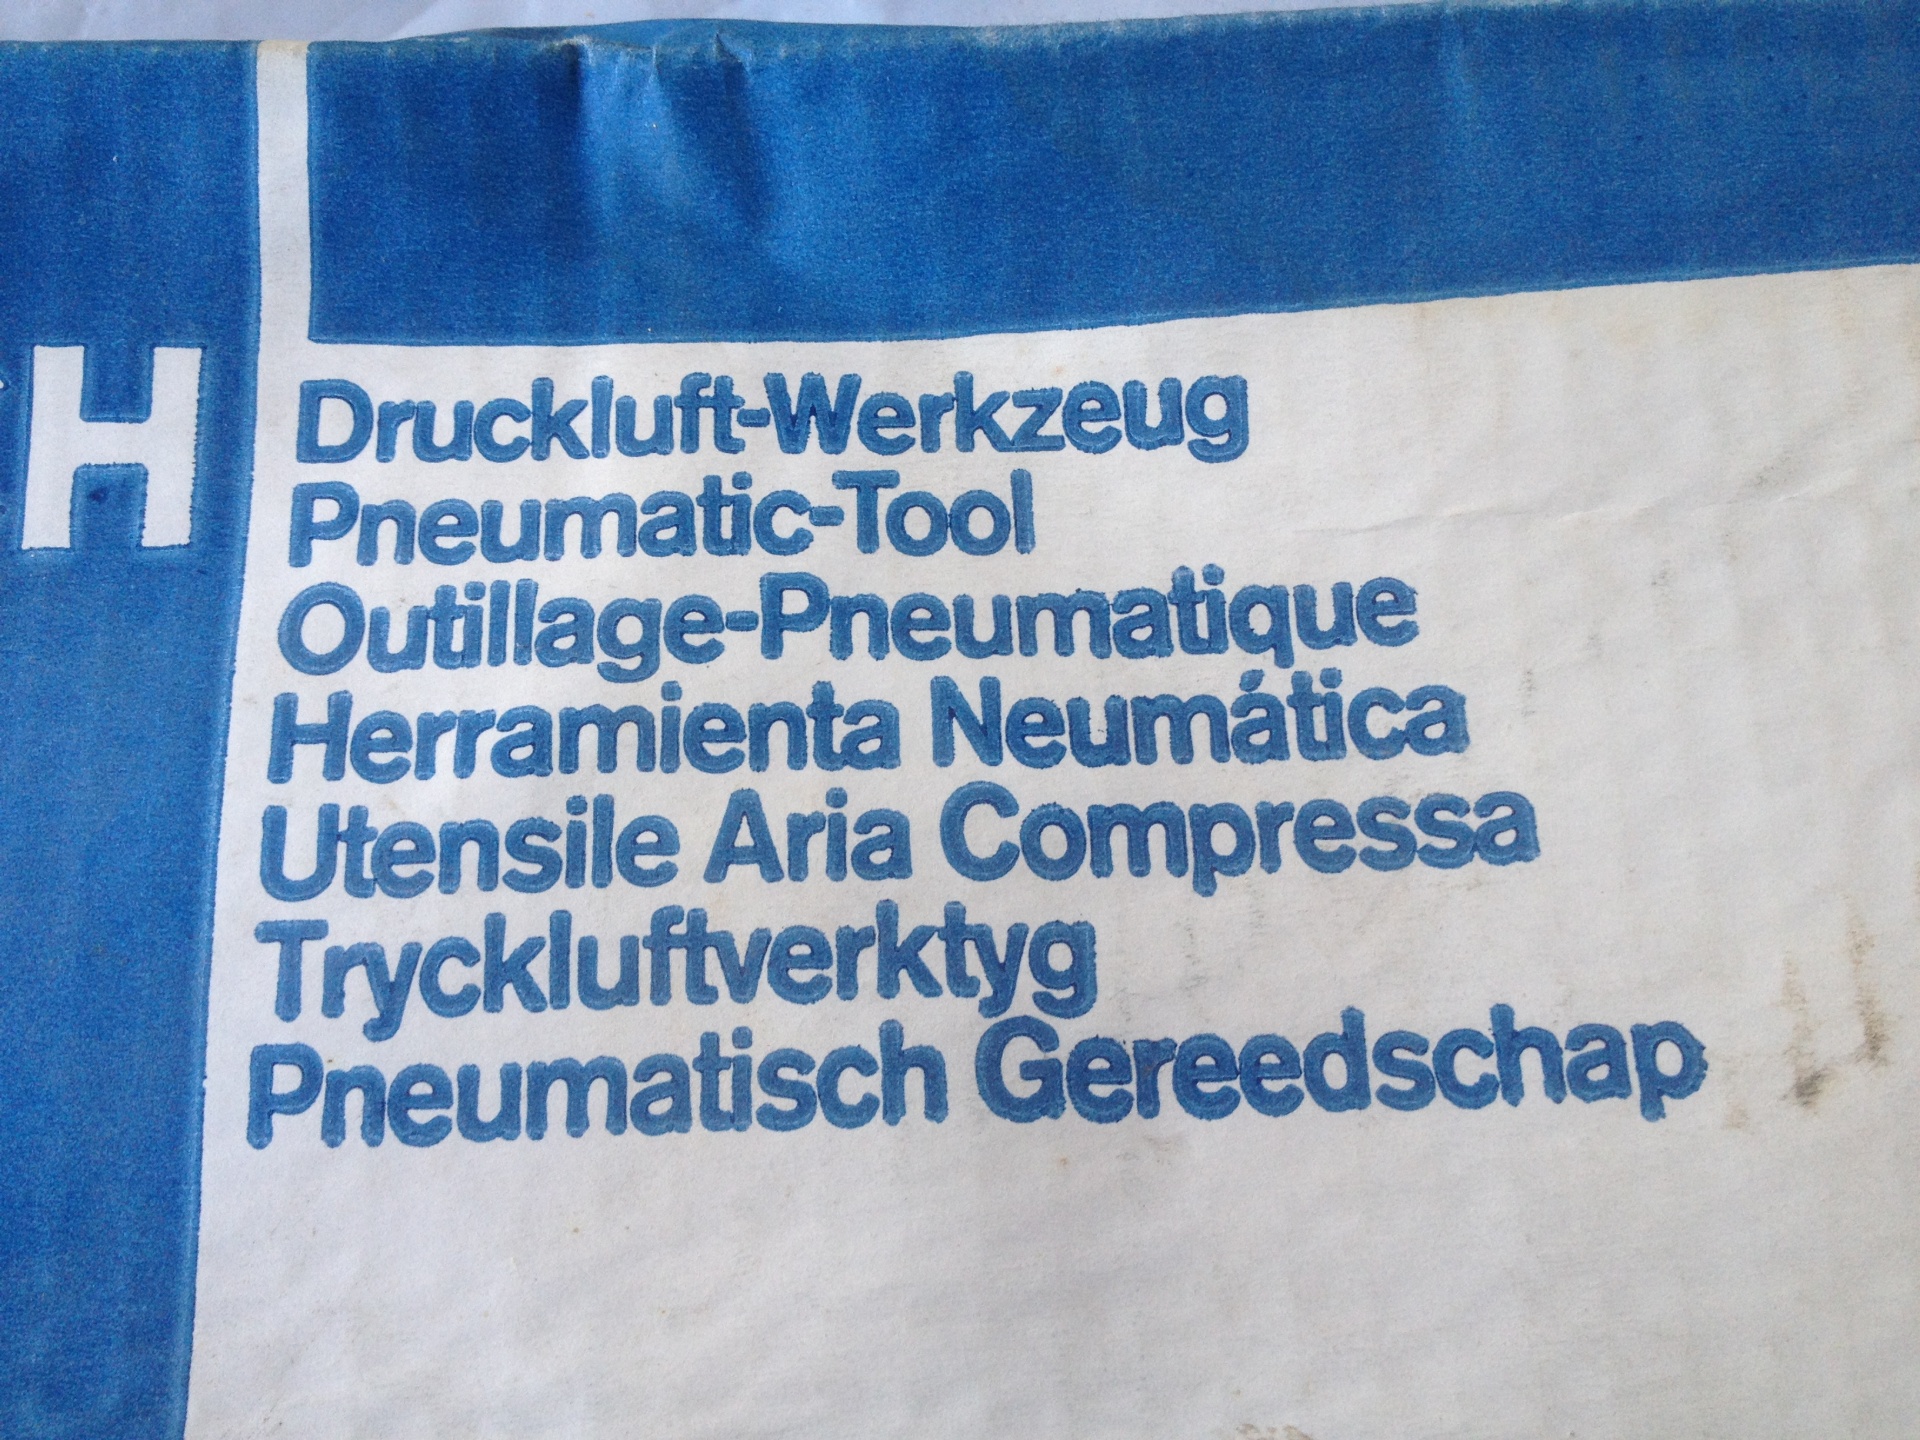 H
Druckluft-Werkzeug
Pneumatic-Tool
Outillage-Pneumatique
Herramienta Neumática
Utensile Aria Compressa
Tryckluftverktyg
Pneumatisch Gereedschap